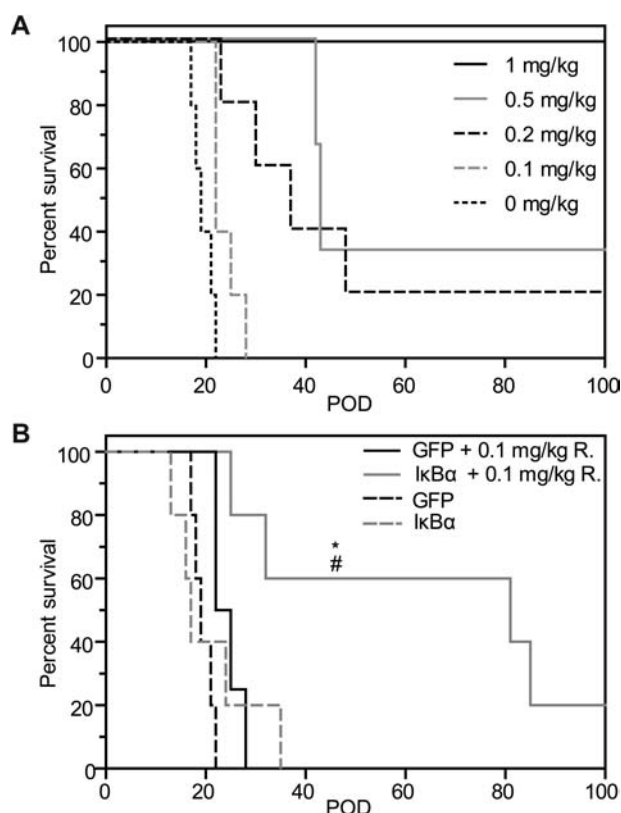 A
Percent survival
100
80
60
40
20
0
1 mg/kg
0.5 mg/kg
0.2 mg/kg
0.1 mg/kg
0 mg/kg
0 20 40 60 80 100
POD
B
Percent survival
100
80
60
40
20
0
GFP + 0.1 mg/kg R.
IκBα + 0.1 mg/kg R.
GFP
IκBα
*
#
0 20 40 60 80 100
POD